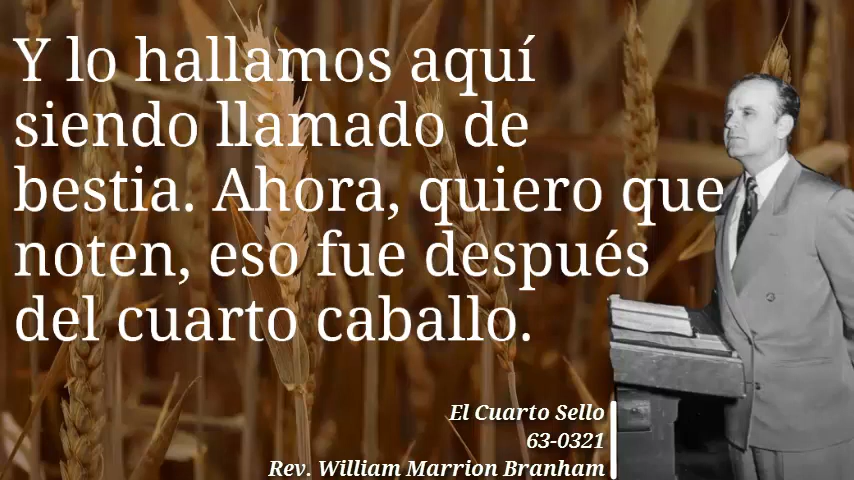 Y lo hallamos aquí
siendo llamado de
bestia. Ahora, quiero que
noten, eso fue después
del cuarto caballo.
El Cuarto Sello
63-0321
Rev. William Marrion Branham